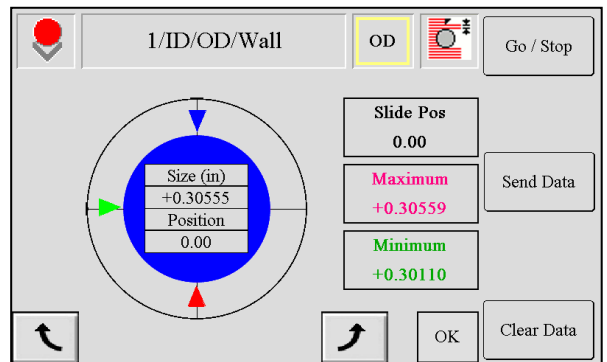 1/ID/OD/Wall
OD
Go / Stop
Size (in)
+0.30555
Position
0.00
Slide Pos
0.00
Maximum
+0.30559
Minimum
+0.30110
Send Data
OK
Clear Data